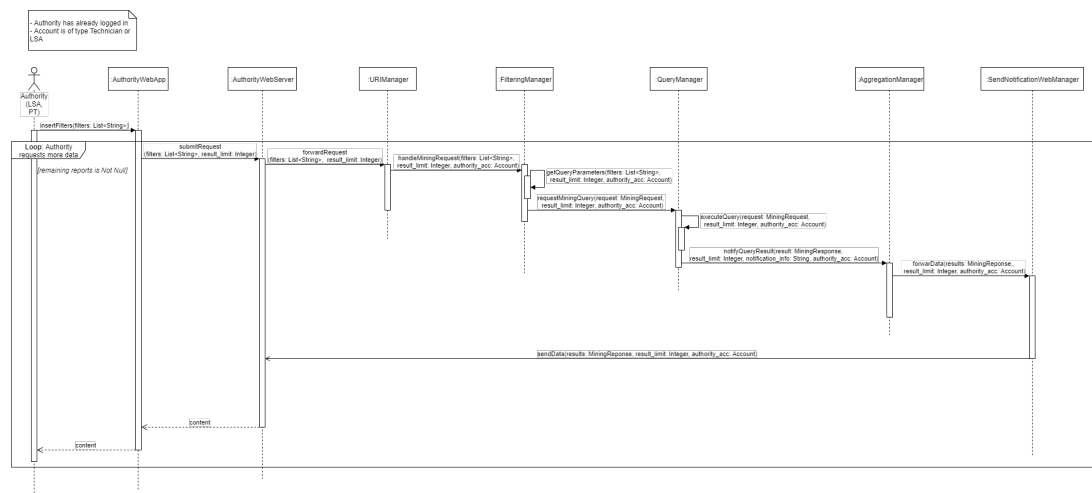 - Authority has already logged in
- Account is of type Technician or
LSA
Authority
(LSA,
PT)
:AuthorityWebApp
:AuthorityWebServer
:URIManager
:FilteringManager
:QueryManager
:AggregationManager
:SendNotificationWebManager
insertFilters(filters: List<String>)
Loop: Authority
requests more data
[remaining reports is Not Null]
submitRequest
(filters: List<String>, result_limit: Integer)
forwardRequest
(filters: List<String>, result_limit: Integer)
handleMiningRequest(filters: List<String>,
result_limit: Integer, authority_acc: Account)
getQueryParameters(filters: List<String>,
result_limit: Integer, authority_acc: Account)
requestMiningQuery(request: MiningRequest,
result_limit: Integer, authority_acc: Account)
executeQuery(request: MiningRequest,
result_limit: Integer, authority_acc: Account)
notifyQueryResult(result: MiningResponse,
result_limit: Integer, notification_info: String, authority_acc: Account)
forwarData(results: MiningReponse,
result_limit: Integer, authority_acc: Account)
sendData(results: MiningReponse, result_limit: Integer, authority_acc: Account)
content
content